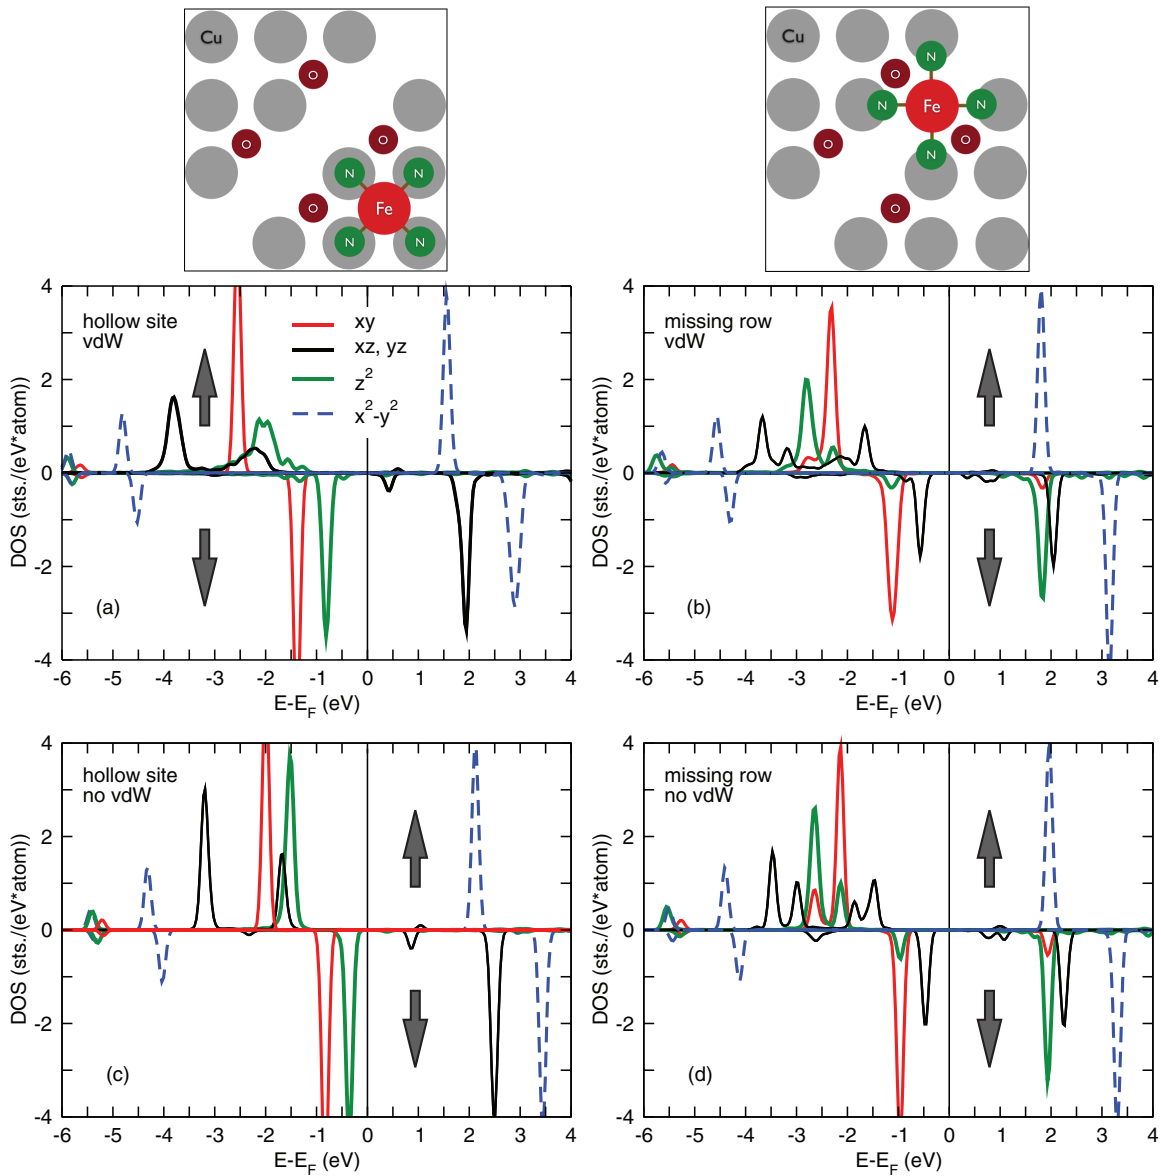 Cu
O
O
O
N
N
O
Fe
N
N
Cu
N
O
N
Fe
N
O
O
N
O
4
2
0
-2
-4
DOS (sts./(eV*atom))
hollow site
vdW
xy
xz, yz
z²
x²-y²
(a)
-6 -5 -4 -3 -2 -1 0 1 2 3 4
E-E_F (eV)
4
2
0
-2
-4
DOS (sts./(eV*atom))
missing row
vdW
(b)
-6 -5 -4 -3 -2 -1 0 1 2 3 4
E-E_F (eV)
4
2
0
-2
-4
DOS (sts./(eV*atom))
hollow site
no vdW
(c)
-6 -5 -4 -3 -2 -1 0 1 2 3 4
E-E_F (eV)
4
2
0
-2
-4
DOS (sts./(eV*atom))
missing row
no vdW
(d)
-6 -5 -4 -3 -2 -1 0 1 2 3 4
E-E_F (eV)